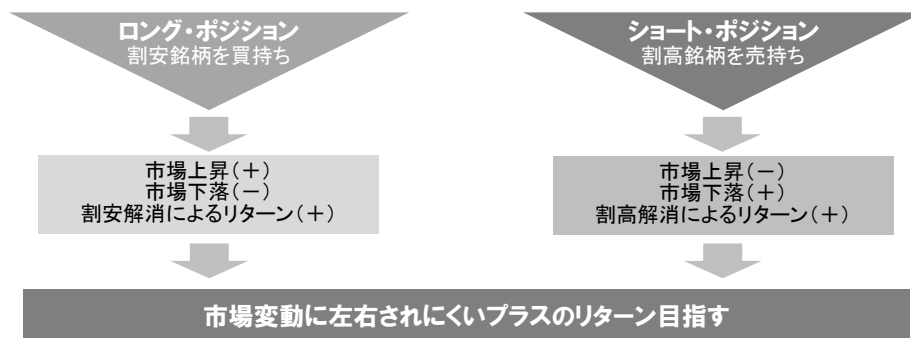 ロング・ポジション
割安銘柄を買持ち
市場上昇(＋)
市場下落(－)
割安解消によるリターン(＋)
ショート・ポジション
割高銘柄を売持ち
市場上昇(－)
市場下落(＋)
割高解消によるリターン(＋)
市場変動に左右されにくいプラスのリターン目指す